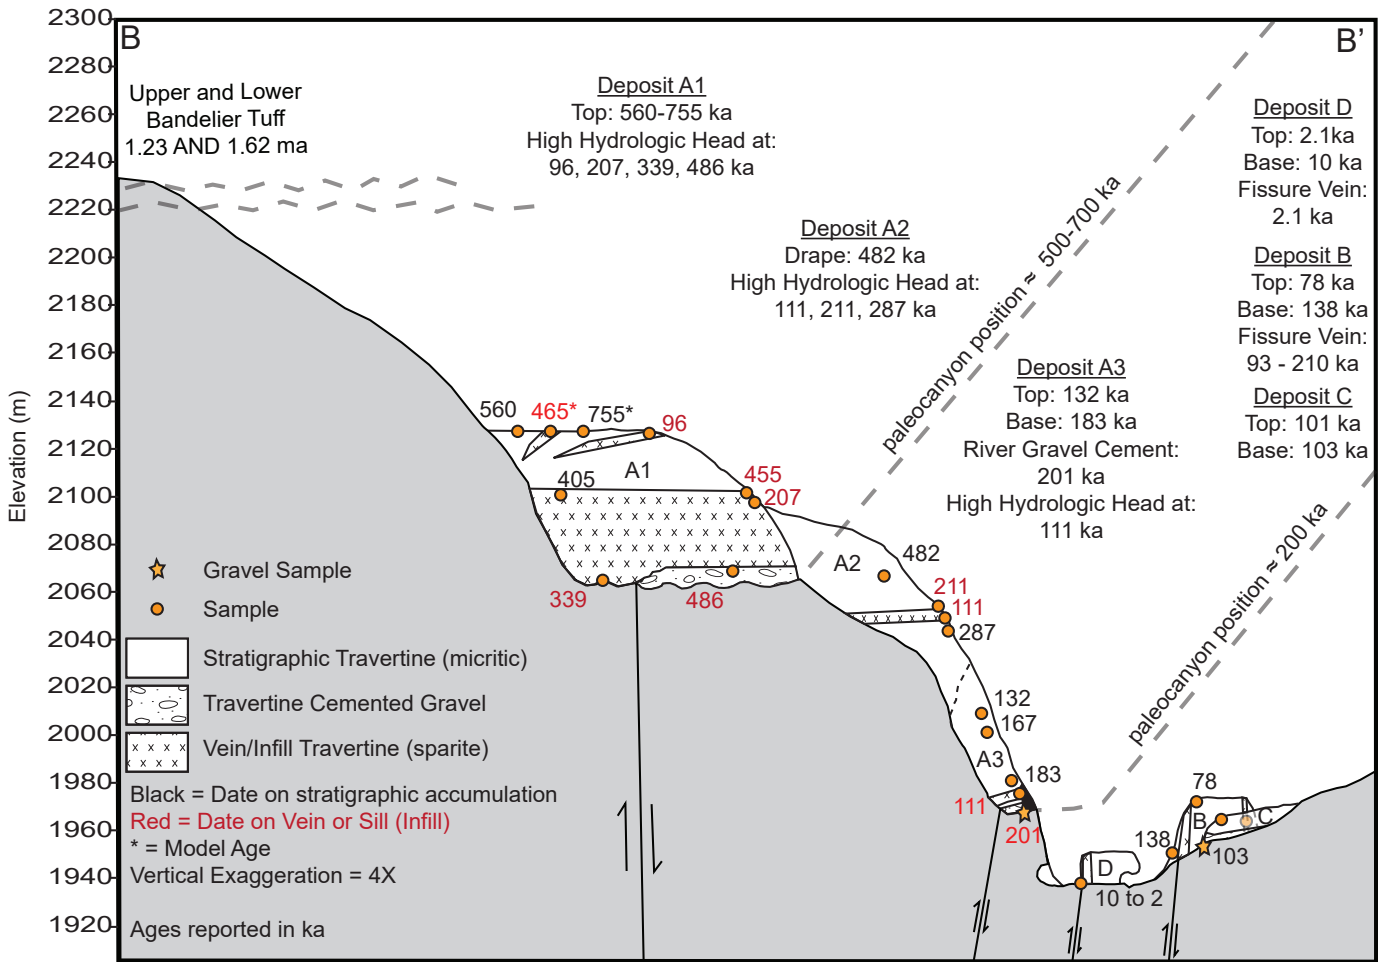 2300
2280
2260
2240
2220
2200
2180
2160
2140
2120
2100
2080
2060
2040
2020
2000
1980
1960
1940
1920
Elevation (m)
B
B'
Upper and Lower
Bandelier Tuff
1.23 AND 1.62 ma
Deposit A1
Top: 560-755 ka
High Hydrologic Head at:
96, 207, 339, 486 ka
Deposit A2
Drape: 482 ka
High Hydrologic Head at:
111, 211, 287 ka
Deposit A3
Top: 132 ka
Base: 183 ka
River Gravel Cement:
201 ka
High Hydrologic Head at:
111 ka
Deposit D
Top: 2.1ka
Base: 10 ka
Fissure Vein:
2.1 ka
Deposit B
Top: 78 ka
Base: 138 ka
Fissure Vein:
93 - 210 ka
Deposit C
Top: 101 ka
Base: 103 ka
paleocanyon position ≈ 500-700 ka
paleocanyon position ≈ 200 ka
560
465*
755*
96
A1
405
455
207
339
486
A2
482
211
111
287
132
167
A3
183
111
201
78
B
C
138
103
D
10 to 2
Gravel Sample
Sample
Stratigraphic Travertine (micritic)
Travertine Cemented Gravel
Vein/Infill Travertine (sparite)
Black = Date on stratigraphic accumulation
Red = Date on Vein or Sill (Infill)
* = Model Age
Vertical Exaggeration = 4X
Ages reported in ka